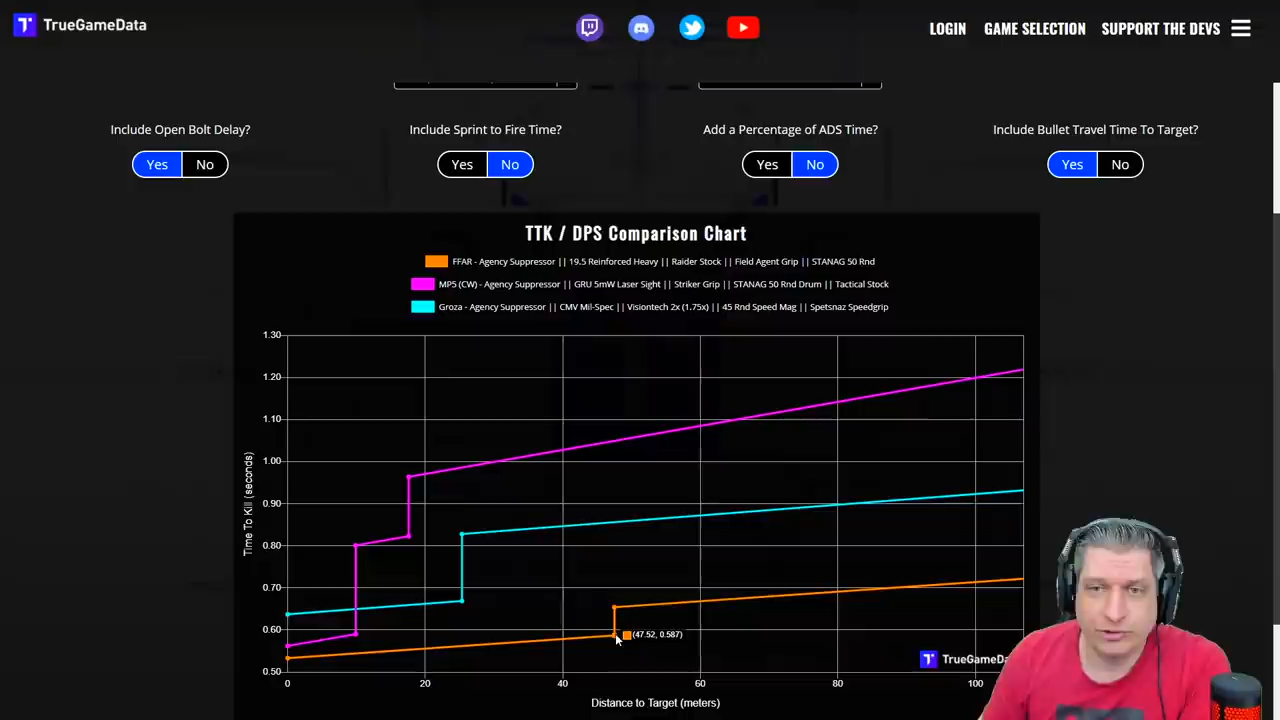 TrueGameData
LOGIN GAME SELECTION SUPPORT THE DEVS
Include Open Bolt Delay? Include Sprint to Fire Time? Add a Percentage of ADS Time? Include Bullet Travel Time To Target?
Yes No Yes No Yes No Yes No
TTK / DPS Comparison Chart
FFAR - Agency Suppressor || 19.5 Reinforced Heavy || Raider Stock || Field Agent Grip || STANAG 50 Rnd
MP5 (CW) - Agency Suppressor || GRU 5mW Laser Sight || Striker Grip || STANAG 50 Rnd Drum || Tactical Stock
Groza - Agency Suppressor || CMV Mil-Spec || Visiontech 2x (1.75x) || 45 Rnd Speed Mag || Spetsnaz Speedgrip
1.30
1.20
1.10
1.00
0.90
0.80
0.70
0.60
0.50
Time To Kill (seconds)
(47.52, 0.587)
TrueGameDa
0 20 40 60 80 100
Distance to Target (meters)